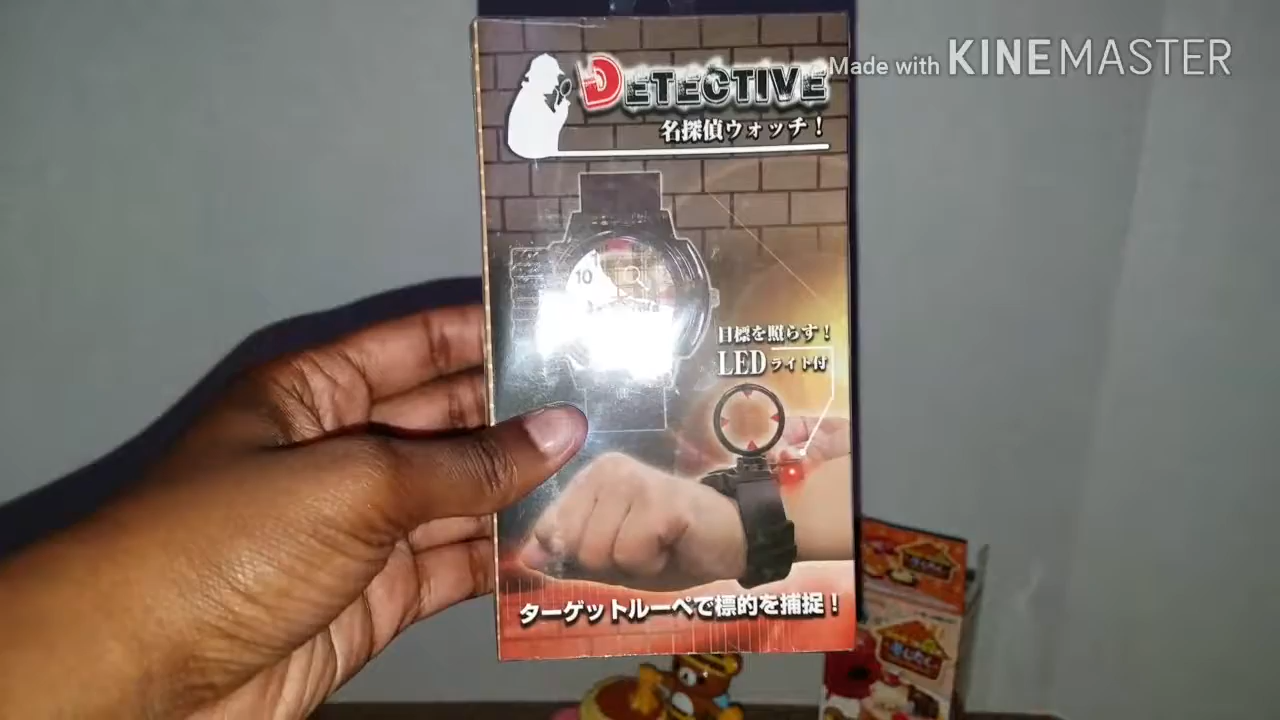 Made with KINEMASTER
DETECTIVE
名探偵ウォッチ！
10
目標を照らす！
LEDライト付
ターゲットルーペで標的を捕捉！